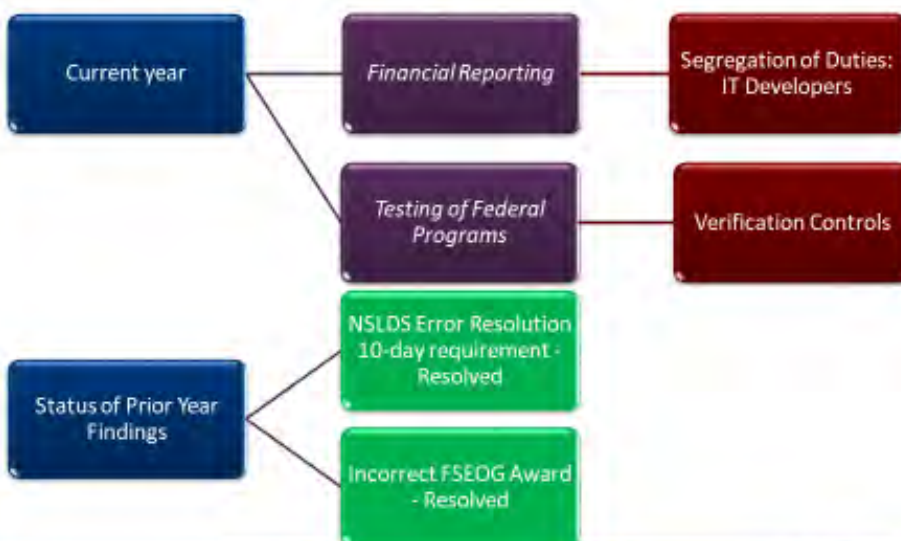 Current year
Financial Reporting
Segregation of Duties:
IT Developers
Testing of Federal
Programs
Verification Controls
Status of Prior Year
Findings
NSLDS Error Resolution
10-day requirement -
Resolved
Incorrect FSEOG Award
- Resolved